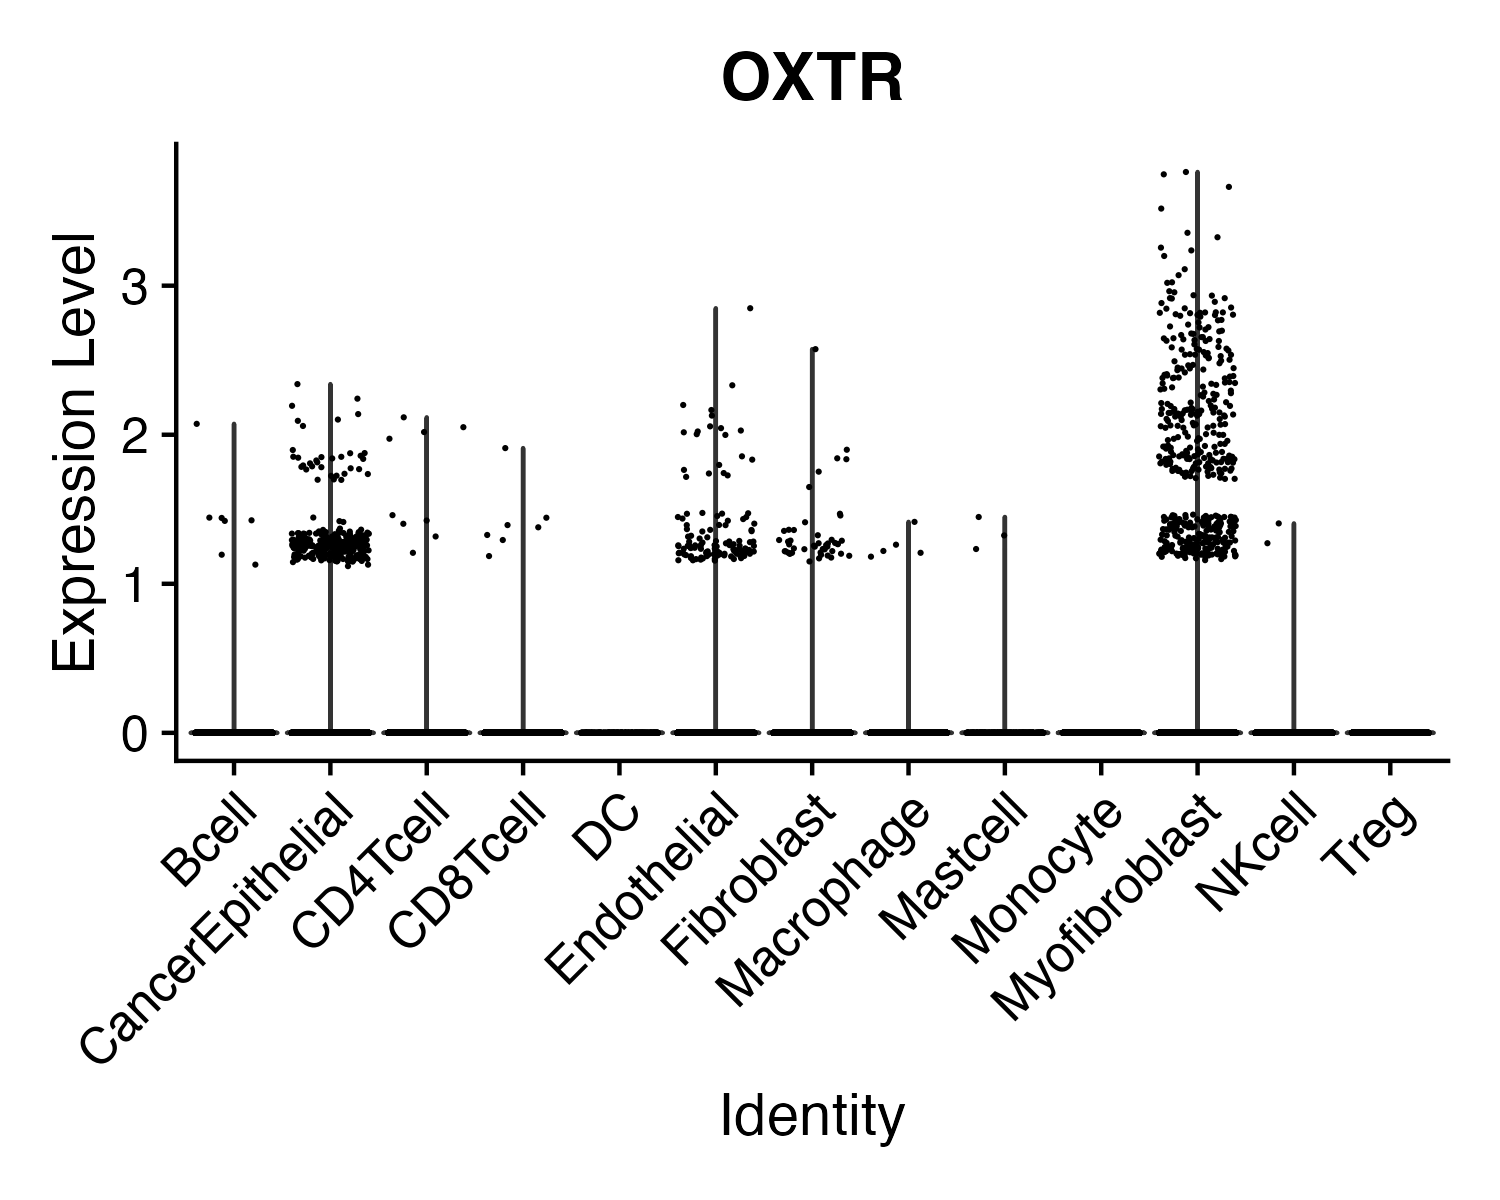 OXTR
Expression Level
3
2
1
0
Bcell
CancerEpithelial
CD4Tcell
CD8Tcell
DC
Endothelial
Fibroblast
Macrophage
Mastcell
Monocyte
Myofibroblast
NKcell
Treg
Identity